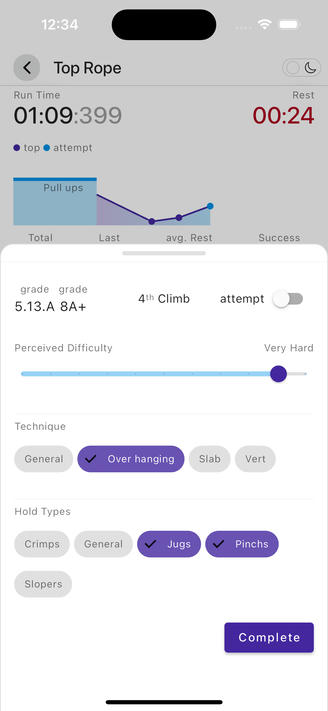 12:34
Top Rope
Run Time Rest
01:09:399 00:24
top attempt
Pull ups
Total Last avg. Rest Success
grade grade
5.13.A 8A+ 4th Climb attempt
Perceived Difficulty Very Hard
Technique
General Over hanging Slab Vert
Hold Types
Crimps General Jugs Pinchs
Slopers
Complete